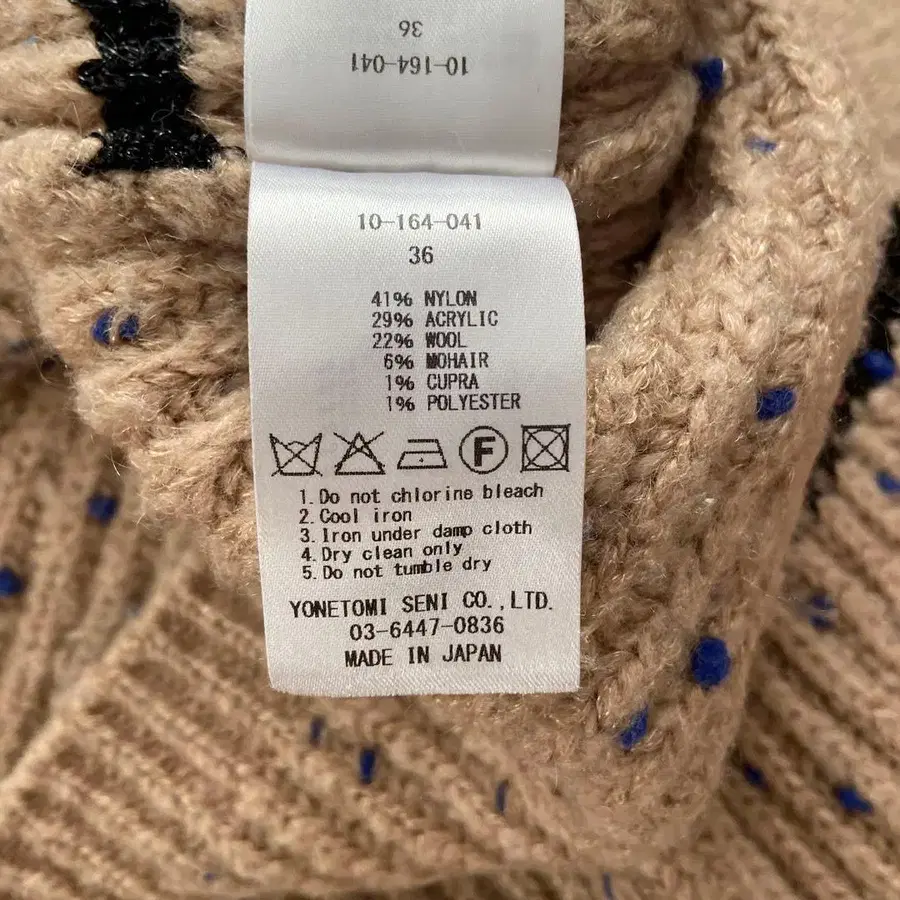 36
10-164-041
10-164-041
36
41% NYLON
29% ACRYLIC
22% WOOL
6% MOHAIR
1% CUPRA
1% POLYESTER
F
1. Do not chlorine bleach
2. Cool iron
3. Iron under damp cloth
4. Dry clean only
5. Do not tumble dry
YONETOMI SENI CO.,LTD.
03-6447-0836
MADE IN JAPAN